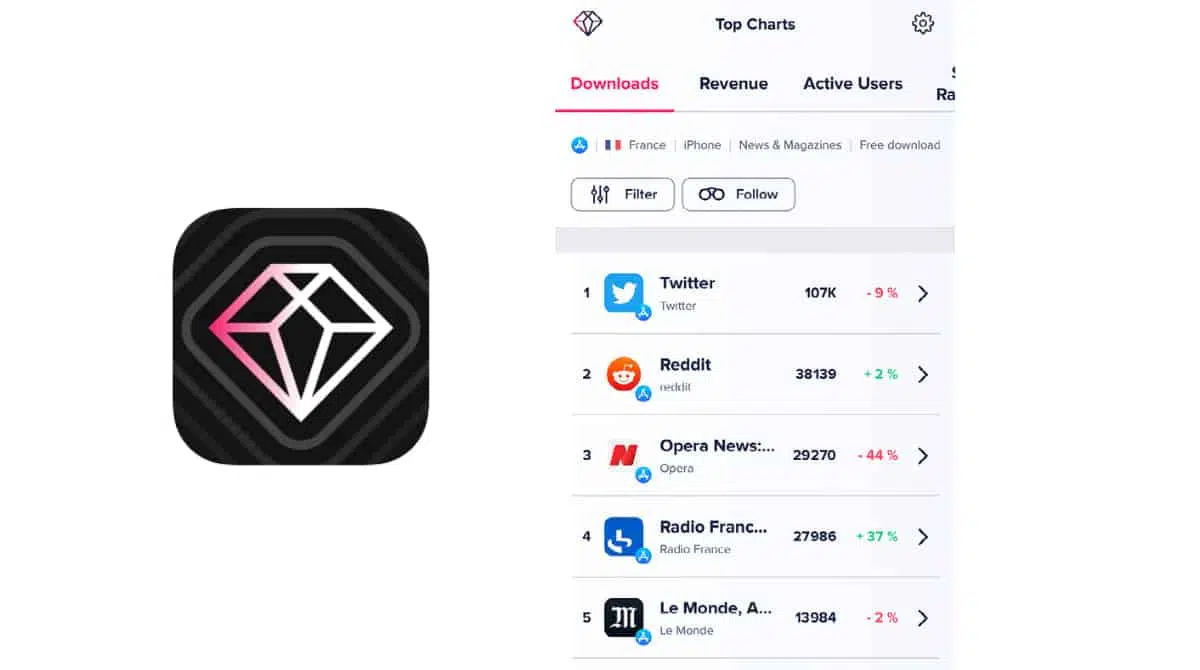 Top Charts
Downloads Revenue Active Users
Ra
France | iPhone | News & Magazines | Free download
Filter Follow
1 Twitter 107K - 9 %
Twitter
2 Reddit 38139 + 2 %
reddit
3 Opera News:... 29270 - 44 %
Opera
4 Radio Franc... 27986 + 37 %
Radio France
5 Le Monde, A... 13984 - 2 %
Le Monde